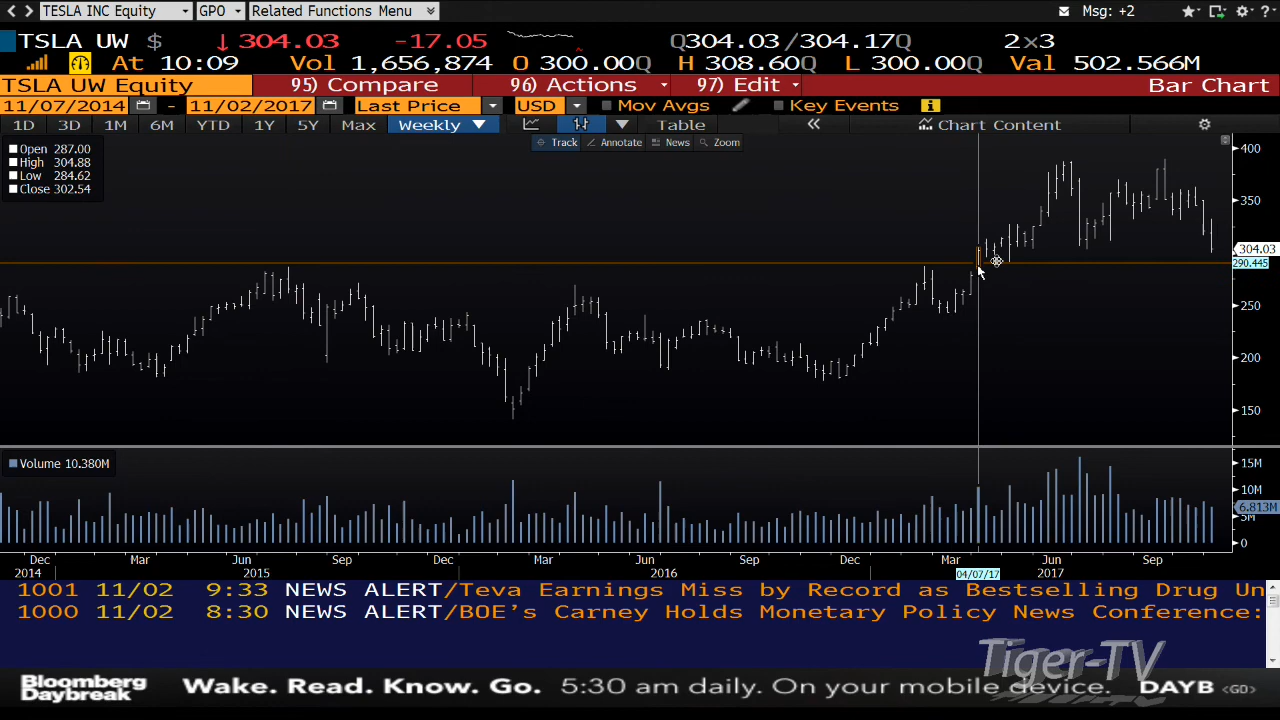 TESLA INC Equity GPO Related Functions Menu Msg: +2
TSLA UW $ ↓304.03 -17.05 Q304.03/304.17Q 2×3
At 10:09 Vol 1,656,874 O 300.00Q H 308.60Q L 300.00Q Val 502.566M
TSLA UW Equity 95) Compare 96) Actions 97) Edit Bar Chart
11/07/2014 - 11/02/2017 Last Price USD Mov Avgs Key Events i
1D 3D 1M 6M YTD 1Y 5Y Max Weekly Table « Chart Content
Track Annotate News Zoom
Open 287.00
High 304.88
Low 284.62
Close 302.54
400
350
304.03
290.445
250
200
150
Volume 10.380M
15M
10M
6.813M
5M
0
Dec Mar Jun Sep Dec Mar Jun Sep Dec Mar Jun Sep
2014 2015 2016 04/07/17 2017
1001 11/02 9:33 NEWS ALERT/Teva Earnings Miss by Record as Bestselling Drug Un
1000 11/02 8:30 NEWS ALERT/BOE's Carney Holds Monetary Policy News Conference:
Tiger-TV
Bloomberg
Daybreak
Wake. Read. Know. Go. 5:30 am daily. On your mobile device. DAYB <GO>